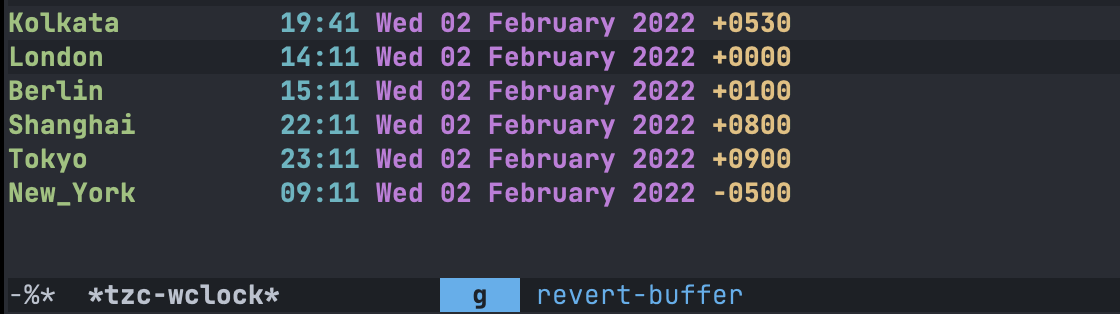 Kolkata 19:41 Wed 02 February 2022 +0530
London 14:11 Wed 02 February 2022 +0000
Berlin 15:11 Wed 02 February 2022 +0100
Shanghai 22:11 Wed 02 February 2022 +0800
Tokyo 23:11 Wed 02 February 2022 +0900
New_York 09:11 Wed 02 February 2022 -0500
-%* *tzc-wclock* g revert-buffer